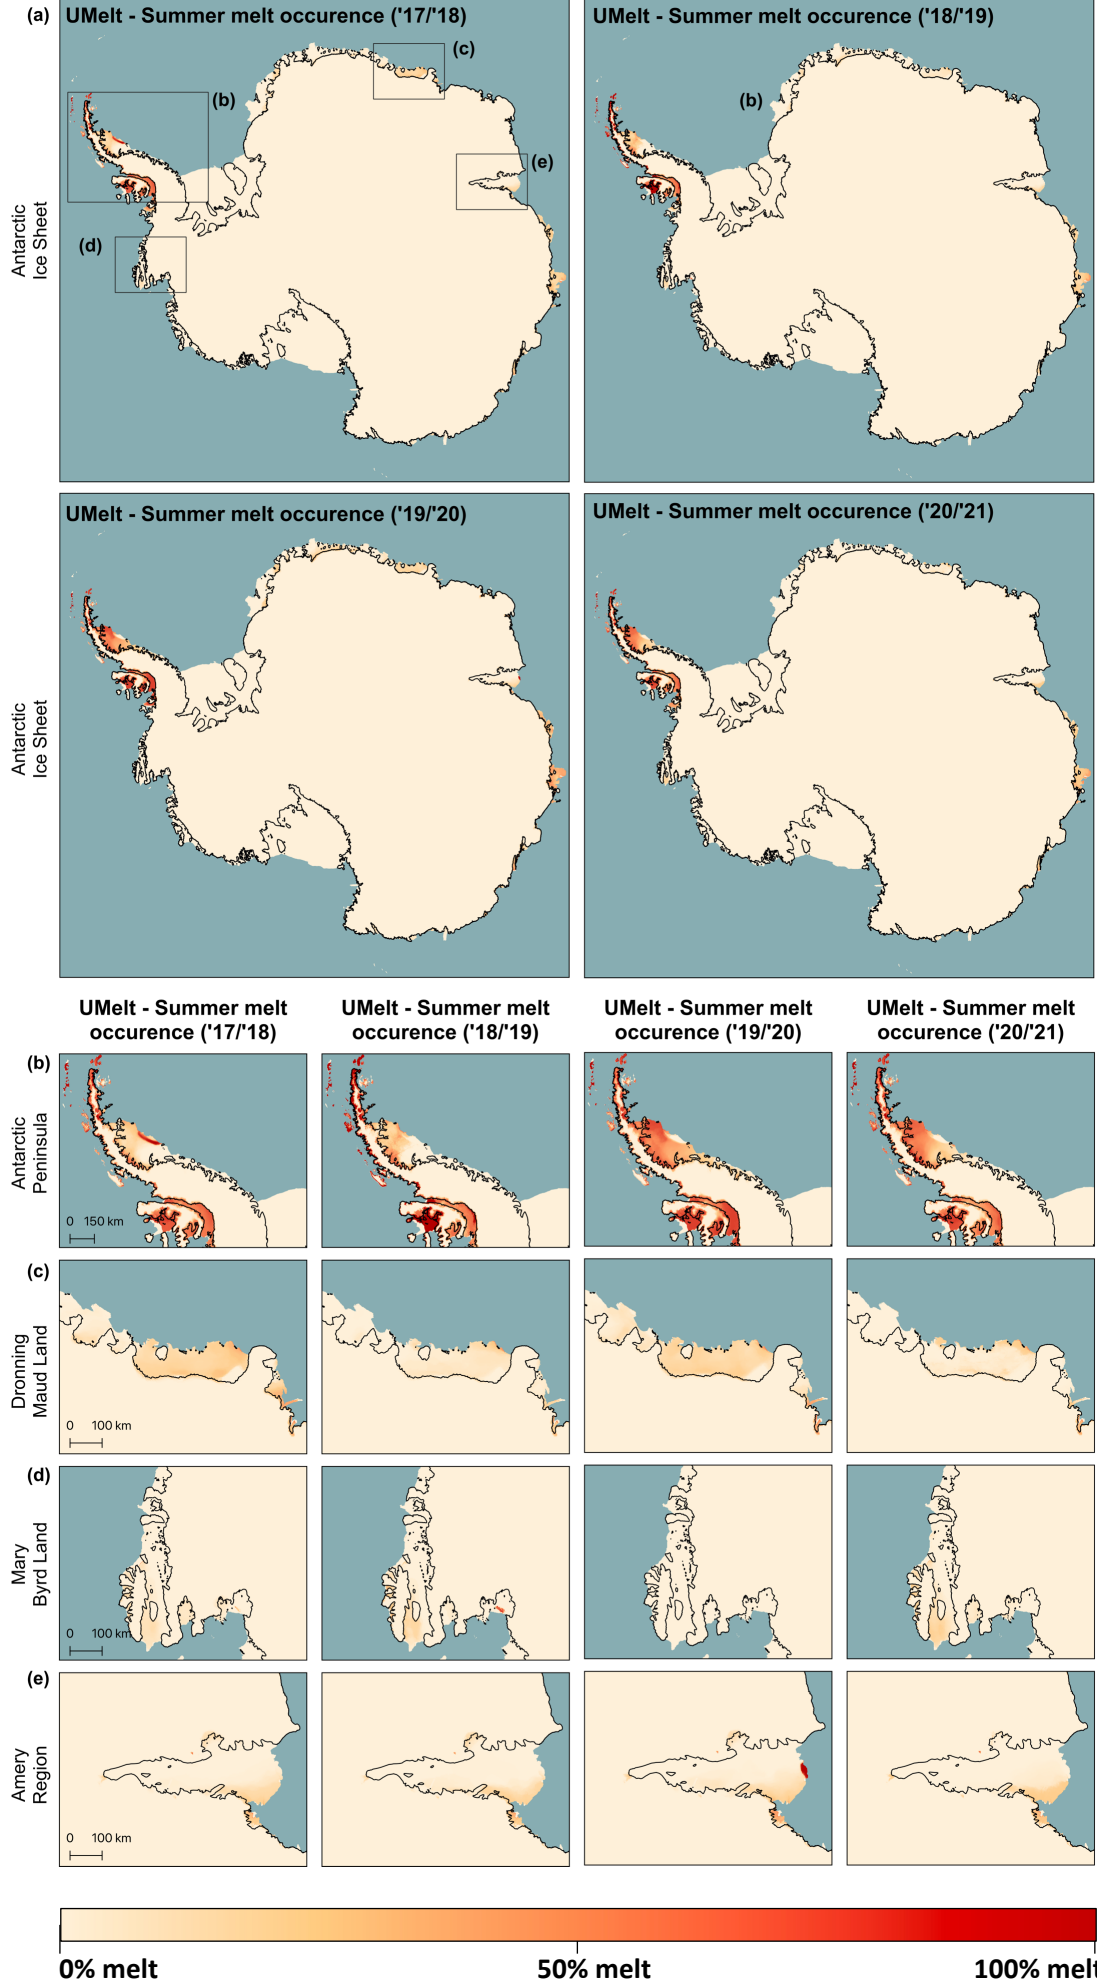 (a)
UMelt - Summer melt occurence ('17/'18)
UMelt - Summer melt occurence ('18/'19)
(c)
(b)
(b)
(e)
(d)
Antarctic
Ice Sheet
UMelt - Summer melt occurence ('19/'20)
UMelt - Summer melt occurence ('20/'21)
Antarctic
Ice Sheet
UMelt - Summer melt
occurence ('17/'18)
UMelt - Summer melt
occurence ('18/'19)
UMelt - Summer melt
occurence ('19/'20)
UMelt - Summer melt
occurence ('20/'21)
(b)
Antarctic
Peninsula
0 150 km
(c)
Dronning
Maud Land
0 100 km
(d)
Mary
Byrd Land
0 100 km
(e)
Amery
Region
0 100 km
0% melt
50% melt
100% melt